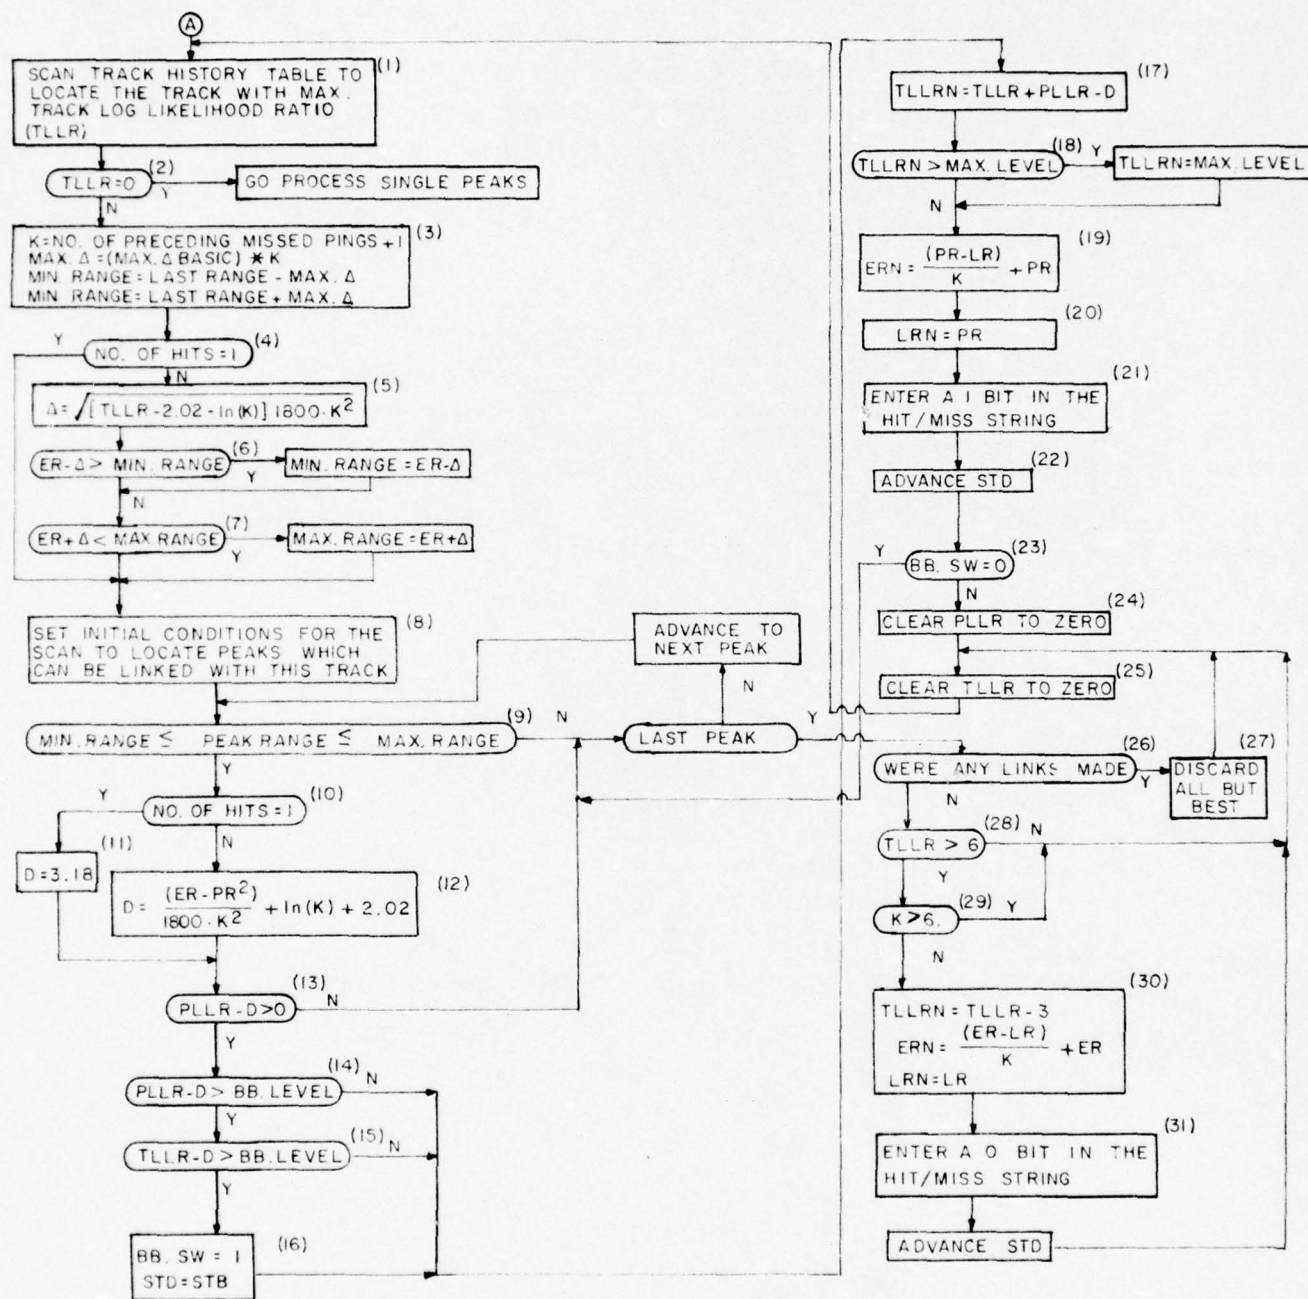 A
(1)
SCAN TRACK HISTORY TABLE TO
LOCATE THE TRACK WITH MAX.
TRACK LOG LIKELIHOOD RATIO
(TLLR)
(2)
TLLR=0
Y
GO PROCESS SINGLE PEAKS
N
(3)
K=NO. OF PRECEDING MISSED PINGS +1
MAX. Δ=(MAX. Δ BASIC) * K
MIN. RANGE=LAST RANGE-MAX. Δ
MIN RANGE=LAST RANGE+MAX. Δ
Y
NO. OF HITS=1
(4)
N
(5)
Δ=√[TLLR-2.02-ln(K)] 1800·K²
(6)
ER-Δ> MIN. RANGE
Y
MIN. RANGE=ER-Δ
N
(7)
ER+Δ< MAX RANGE
Y
MAX. RANGE=ER+Δ
(8)
SET INITIAL CONDITIONS FOR THE
SCAN TO LOCATE PEAKS WHICH
CAN BE LINKED WITH THIS TRACK
ADVANCE TO
NEXT PEAK
N
(9)
MIN.RANGE ≤ PEAK RANGE ≤ MAX. RANGE
N
LAST PEAK
Y
Y
Y
NO. OF HITS=1
(10)
N
(11)
D=3.18
(12)
D= (ER-PR²)
1800·K²
+ln(K)+2.02
(13)
PLLR-D>0
N
Y
(14)
PLLR-D> BB. LEVEL
N
Y
(15)
TLLR-D>BB.LEVEL
N
Y
(16)
BB. SW = 1
STD=STB
(17)
TLLRN=TLLR+PLLR-D
(18)
TLLRN>MAX. LEVEL
Y
TLLRN=MAX. LEVEL
N
(19)
ERN= (PR-LR)
K
+ PR
(20)
LRN=PR
(21)
ENTER A 1 BIT IN THE
HIT/MISS STRING
(22)
ADVANCE STD
(23)
Y
BB. SW=0
N
(24)
CLEAR PLLR TO ZERO
(25)
CLEAR TLLR TO ZERO
(26)
WERE ANY LINKS MADE
Y
N
(27)
DISCARD
ALL BUT
BEST
(28)
TLLR > 6
N
Y
(29)
K>6.
Y
N
(30)
TLLRN=TLLR-3
ERN= (ER-LR)
K
+ER
LRN=LR
(31)
ENTER A 0 BIT IN THE
HIT/MISS STRING
ADVANCE STD